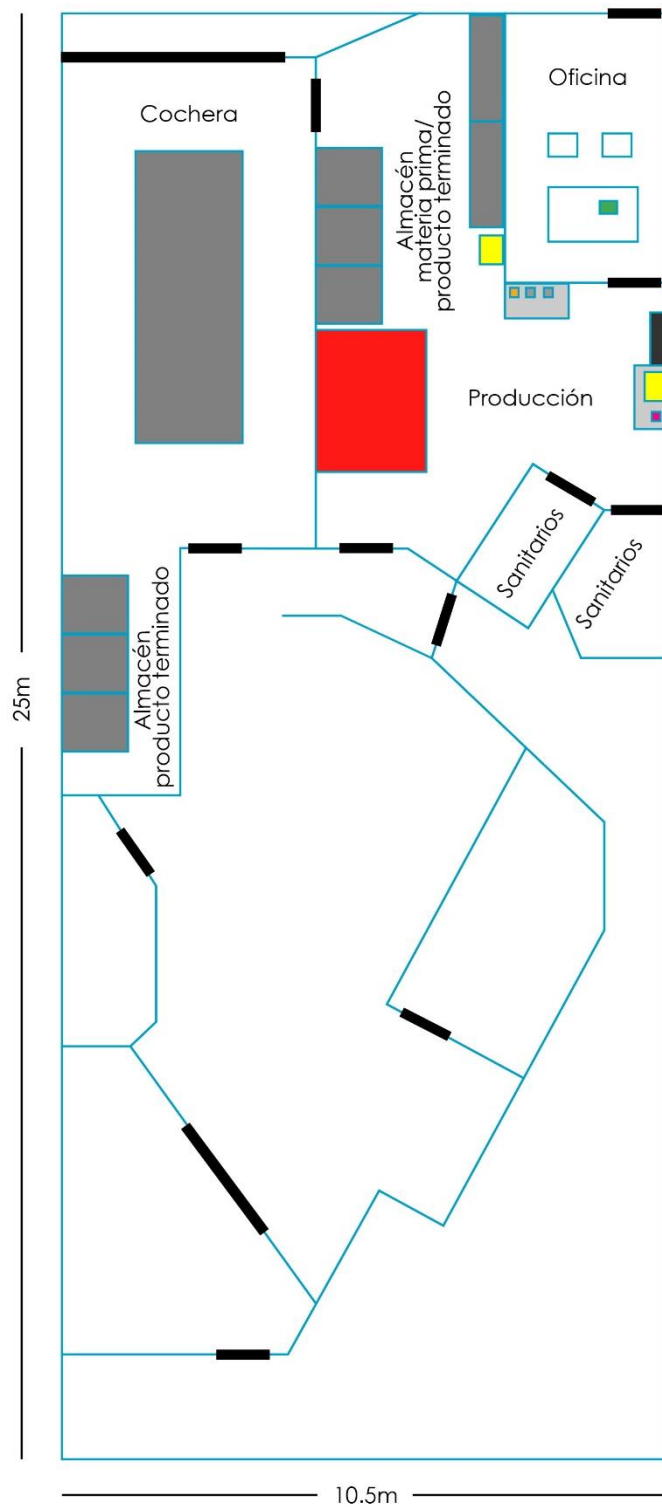 Oficina
Cochera
Almacén
materia prima/
producto terminado
Producción
Sanitarios
Sanitarios
Almacén
producto terminado
25m
10.5m